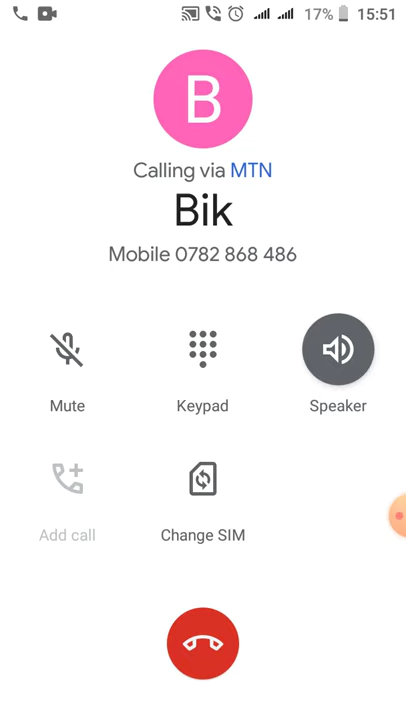 17% 15:51
B
Calling via MTN
Bik
Mobile 0782 868 486
Mute Keypad Speaker
Add call Change SIM